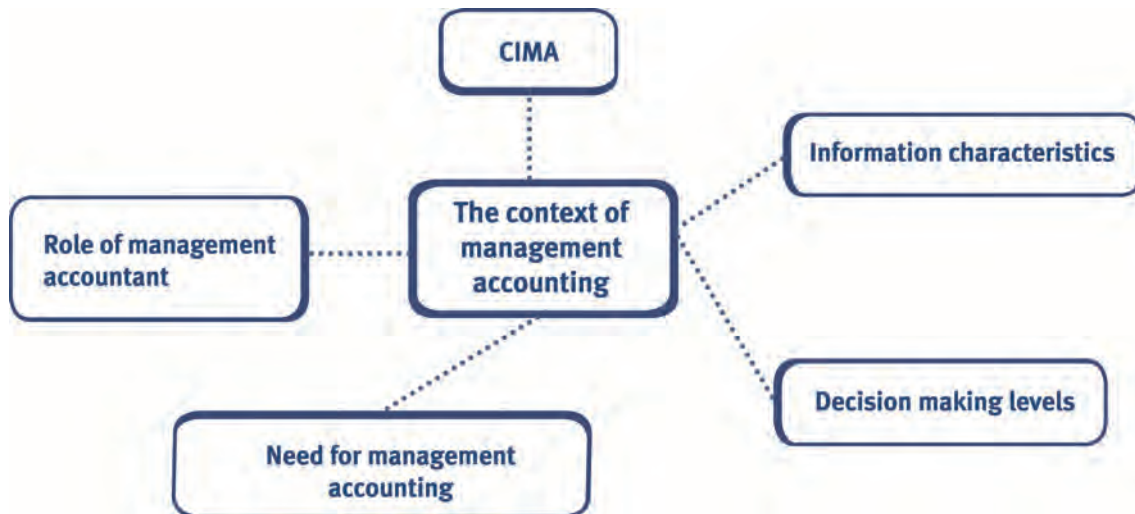 CIMA
Information characteristics
The context of
management
accounting
Role of management
accountant
Decision making levels
Need for management
accounting